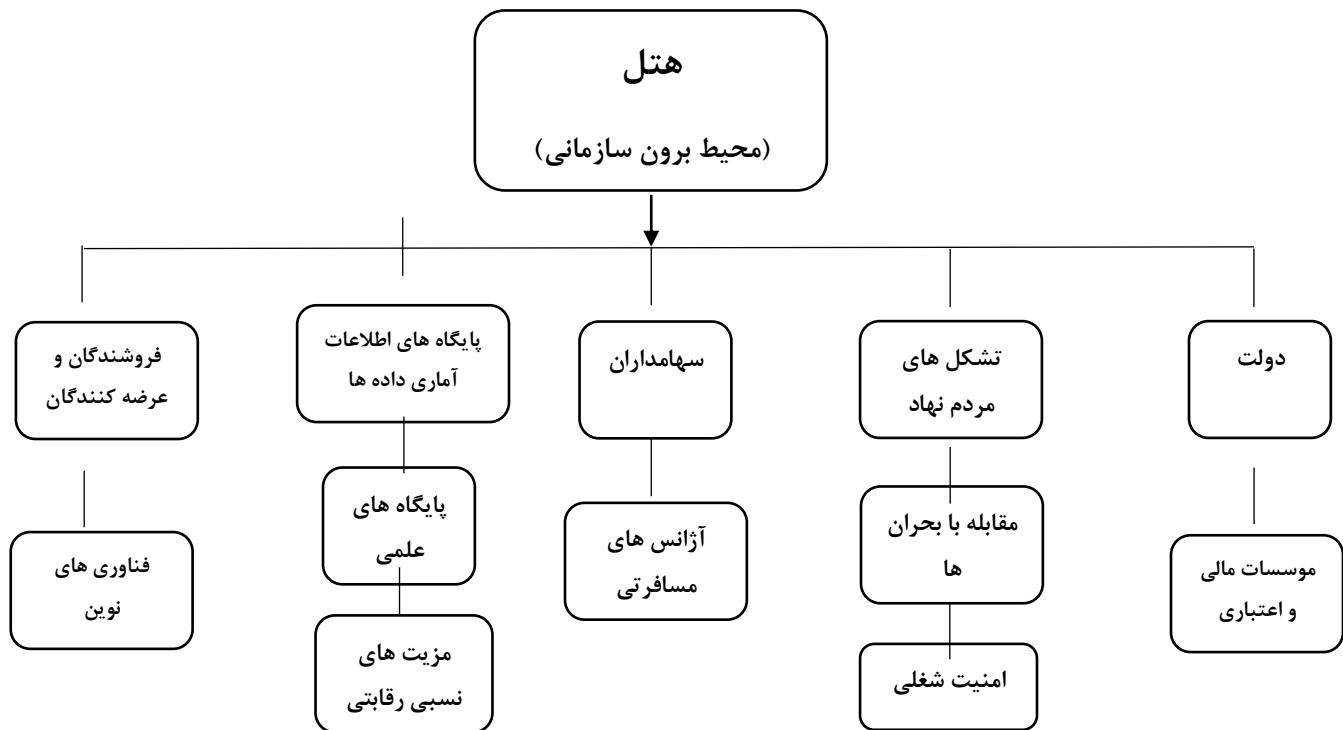 هتل
(محیط برون سازمانی)
دولت
تشکل های
مردم نهاد
سهامداران
پایگاه های اطلاعات
آماری داده ها
فروشندگان و
عرضه کنندگان
موسسات مالی
و اعتباری
مقابله با بحران
ها
آژانس های
مسافرتی
پایگاه های
علمی
فناوری های
نوین
امنیت شغلی
مزیت های
نسبی رقابتی